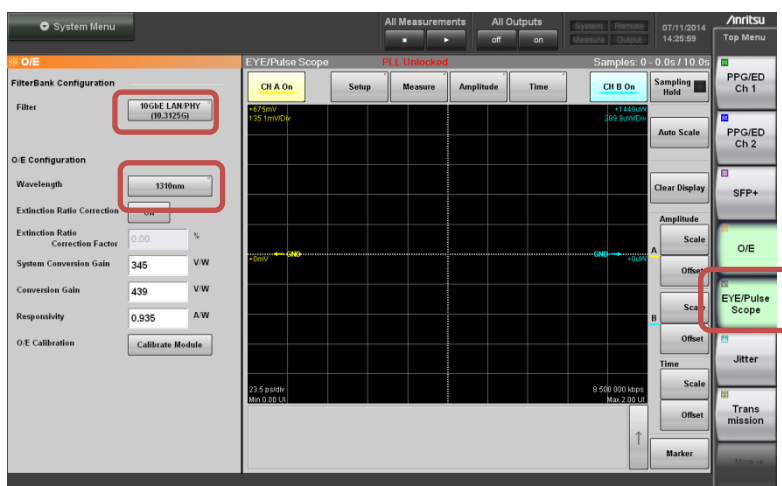 System Menu
All Measurements
All Outputs
off
on
System
Remote
Measure
Output
07/11/2014
14:25:59
/inritsu
Top Menu
O/E
FilterBank Configuration
Filter
10GbE LAN/PHY
(10.3125G)
O/E Configuration
Wavelength
1310nm
Extinction Ratio Correction
Extinction Ratio
Correction Factor
0.00
%
System Conversion Gain
345
V/W
Conversion Gain
439
V/W
Responsivity
0.935
A/W
O/E Calibration
Calibrate Module
EYE/Pulse Scope
PLL Unlocked
Samples: 0 - 0.0s / 10.0s
CH A On
Setup
Measure
Amplitude
Time
CH B On
Sampling
Hold
+675mV
135.1mV/Div
+1449uW
289.9uW/Div
+0mV
GND
GND
+0uW
23.5 ps/div
Min 0.00 UI
8 500 000 kbps
Max 2.00 UI
Auto Scale
Clear Display
Amplitude
A
Scale
Offset
B
Scale
Offset
Time
Scale
Offset
Marker
PPG/ED
Ch 1
PPG/ED
Ch 2
SFP+
O/E
EYE/Pulse
Scope
Jitter
Trans
mission
More